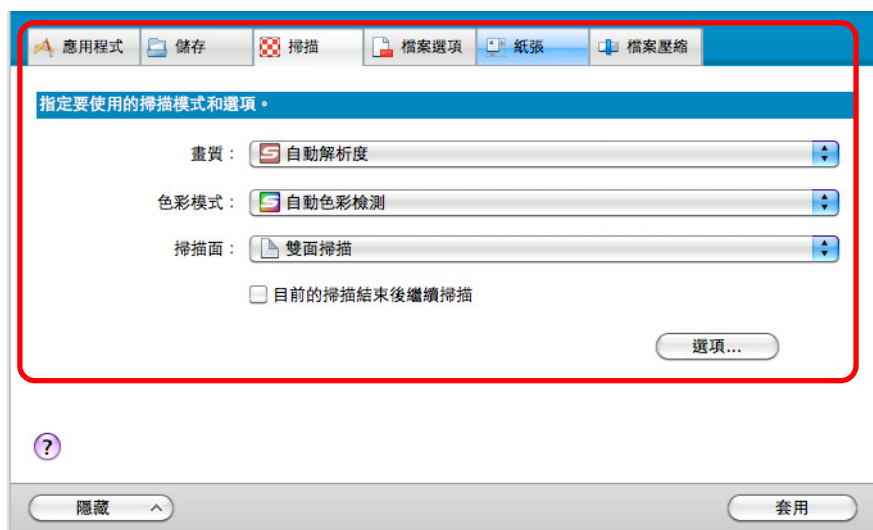 應用程式 儲存 掃描 檔案選項 紙張 檔案壓縮
指定要使用的掃描模式和選項。
畫質： 自動解析度
色彩模式： 自動色彩檢測
掃描面： 雙面掃描
目前的掃描結束後繼續掃描
選項...
?
隱藏 套用